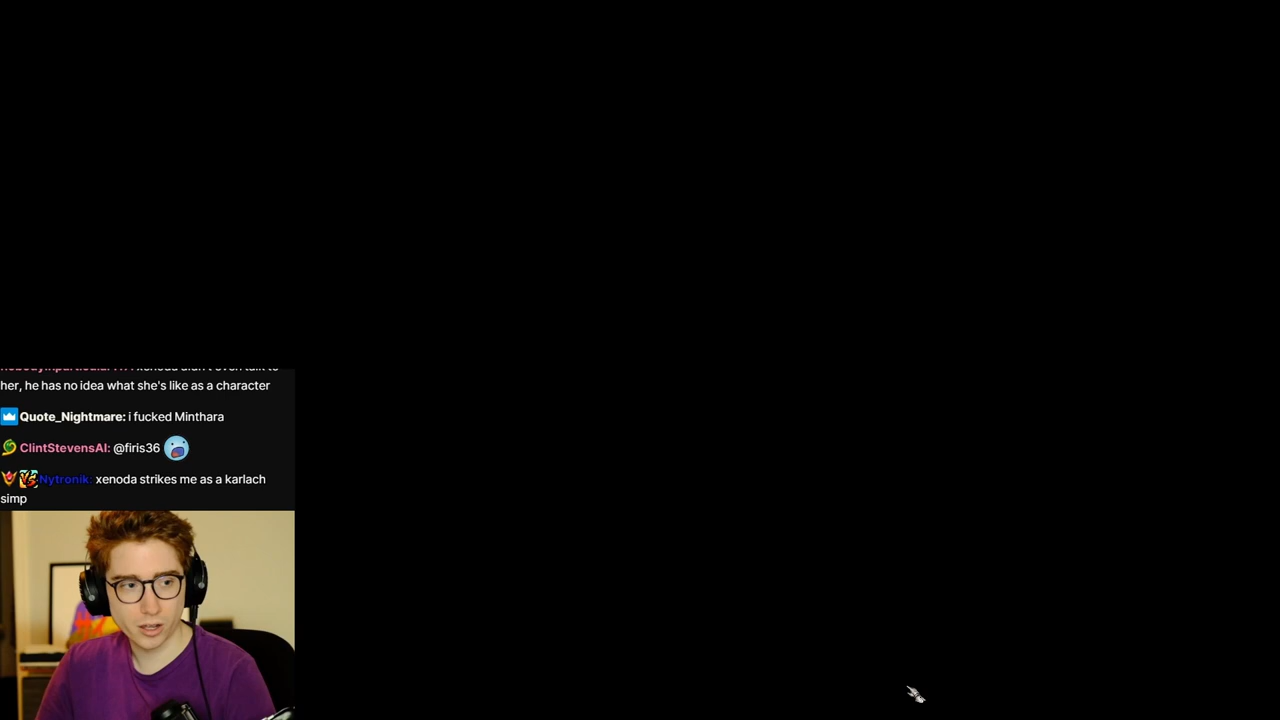 her, he has no idea what she's like as a character
Quote_Nightmare: i fucked Minthara
ClintStevensAI: @firis36
Nytronik: xenoda strikes me as a karlach
simp